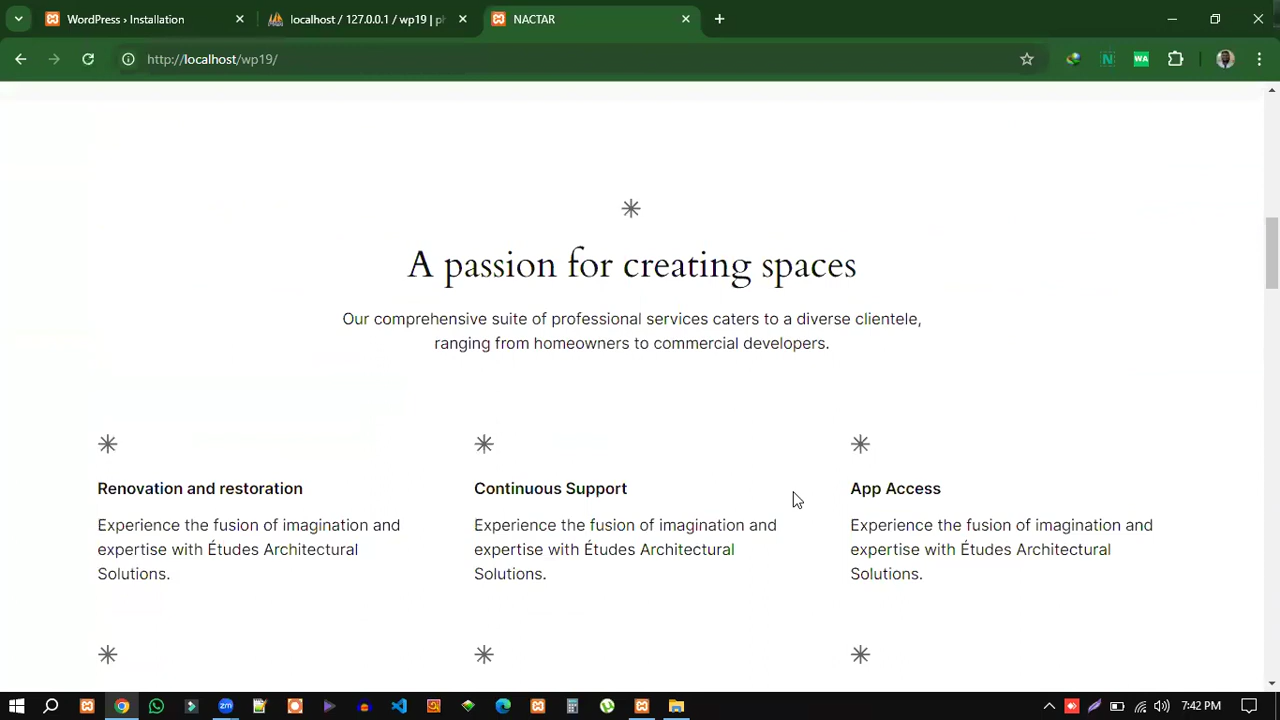 WordPress › Installation
localhost / 127.0.0.1 / wp19 | ph
NACTAR
http://localhost/wp19/
N
WA
A passion for creating spaces
Our comprehensive suite of professional services caters to a diverse clientele,
ranging from homeowners to commercial developers.
Renovation and restoration
Experience the fusion of imagination and
expertise with Études Architectural
Solutions.
Continuous Support
Experience the fusion of imagination and
expertise with Études Architectural
Solutions.
App Access
Experience the fusion of imagination and
expertise with Études Architectural
Solutions.
zm
7:42 PM